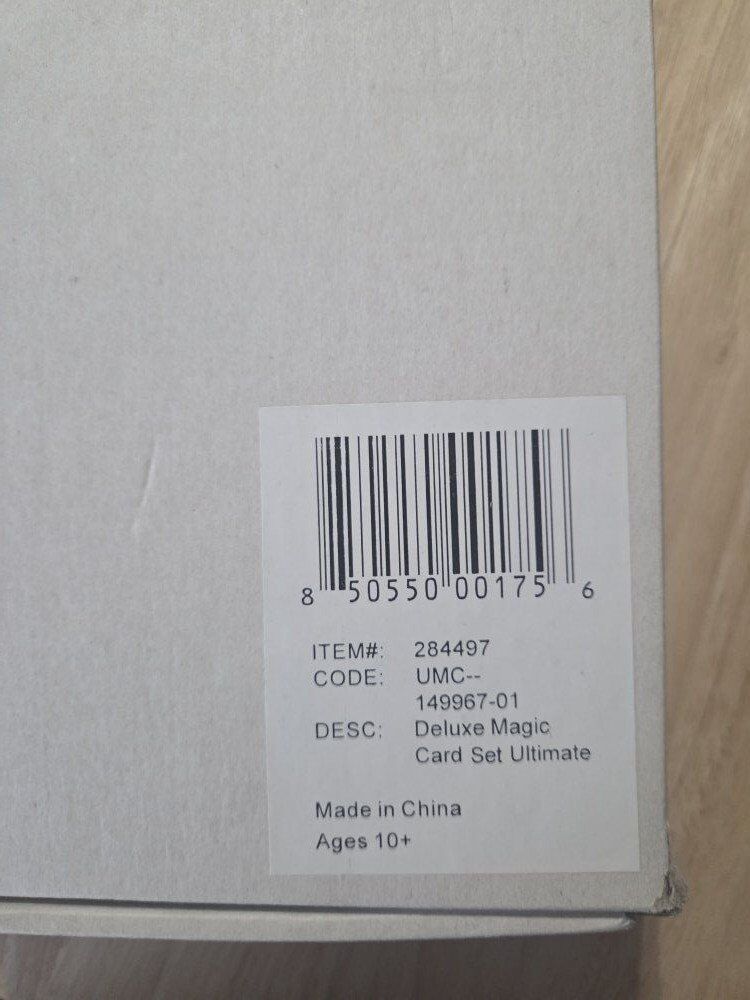 8 50550 00175 6
ITEM#: 284497
CODE: UMC--
149967-01
DESC: Deluxe Magic
Card Set Ultimate
Made in China
Ages 10+